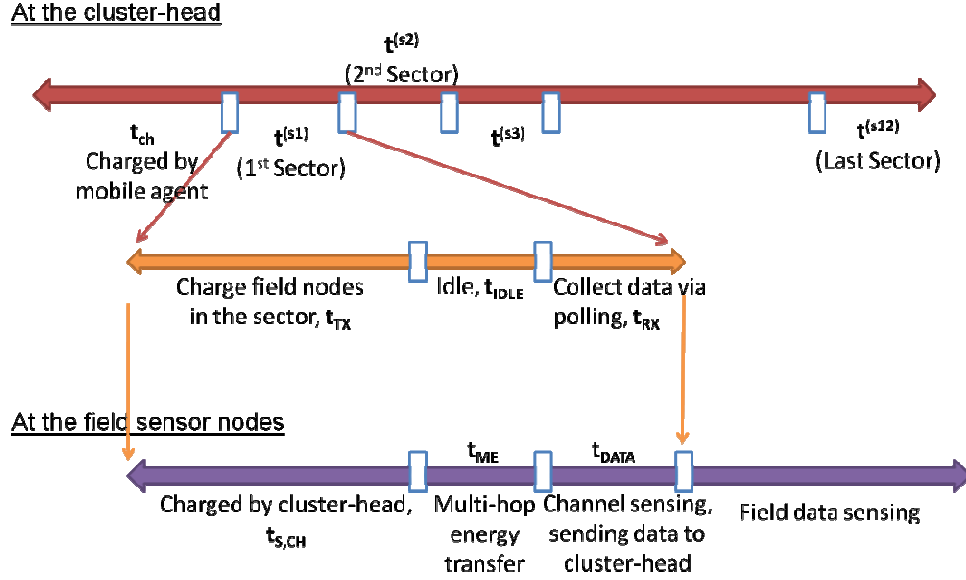 At the cluster-head
t(s2)
(2nd Sector)
tch
Charged by
mobile agent
t(s1)
(1st Sector)
t(s3)
t(s12)
(Last Sector)
Charge field nodes
in the sector, tTX
Idle, tIDLE
Collect data via
polling, tRX
At the field sensor nodes
tME
tDATA
Charged by cluster-head,
tS,CH
Multi-hop
energy
transfer
Channel sensing,
sending data to
cluster-head
Field data sensing